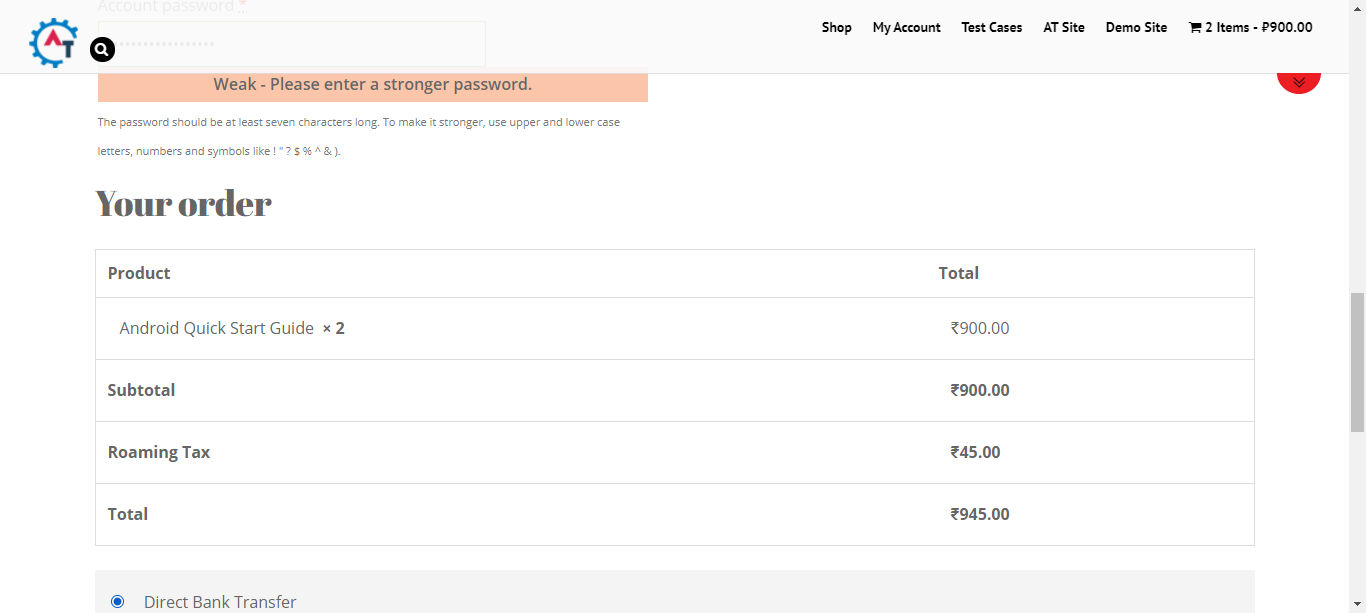 Account password *
Shop My Account Test Cases AT Site Demo Site 2 Items - ₽900.00
AT
Weak - Please enter a stronger password.
The password should be at least seven characters long. To make it stronger, use upper and lower case
letters, numbers and symbols like ! " ? $ % ^ & ).
Your order
Product Total
Android Quick Start Guide × 2 ₹900.00
Subtotal ₹900.00
Roaming Tax ₹45.00
Total ₹945.00
Direct Bank Transfer